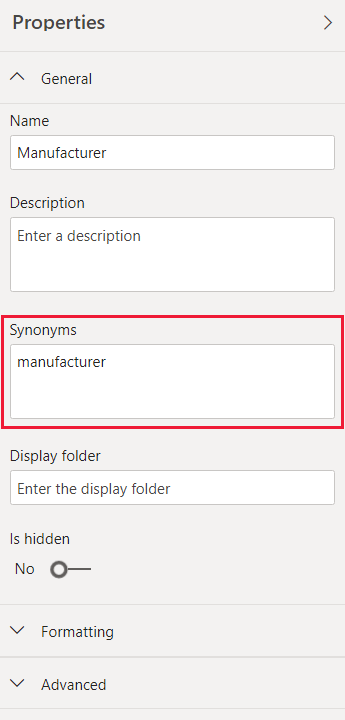 Properties
General
Name
Manufacturer
Description
Enter a description
Synonyms
manufacturer
Display folder
Enter the display folder
Is hidden
No
Formatting
Advanced